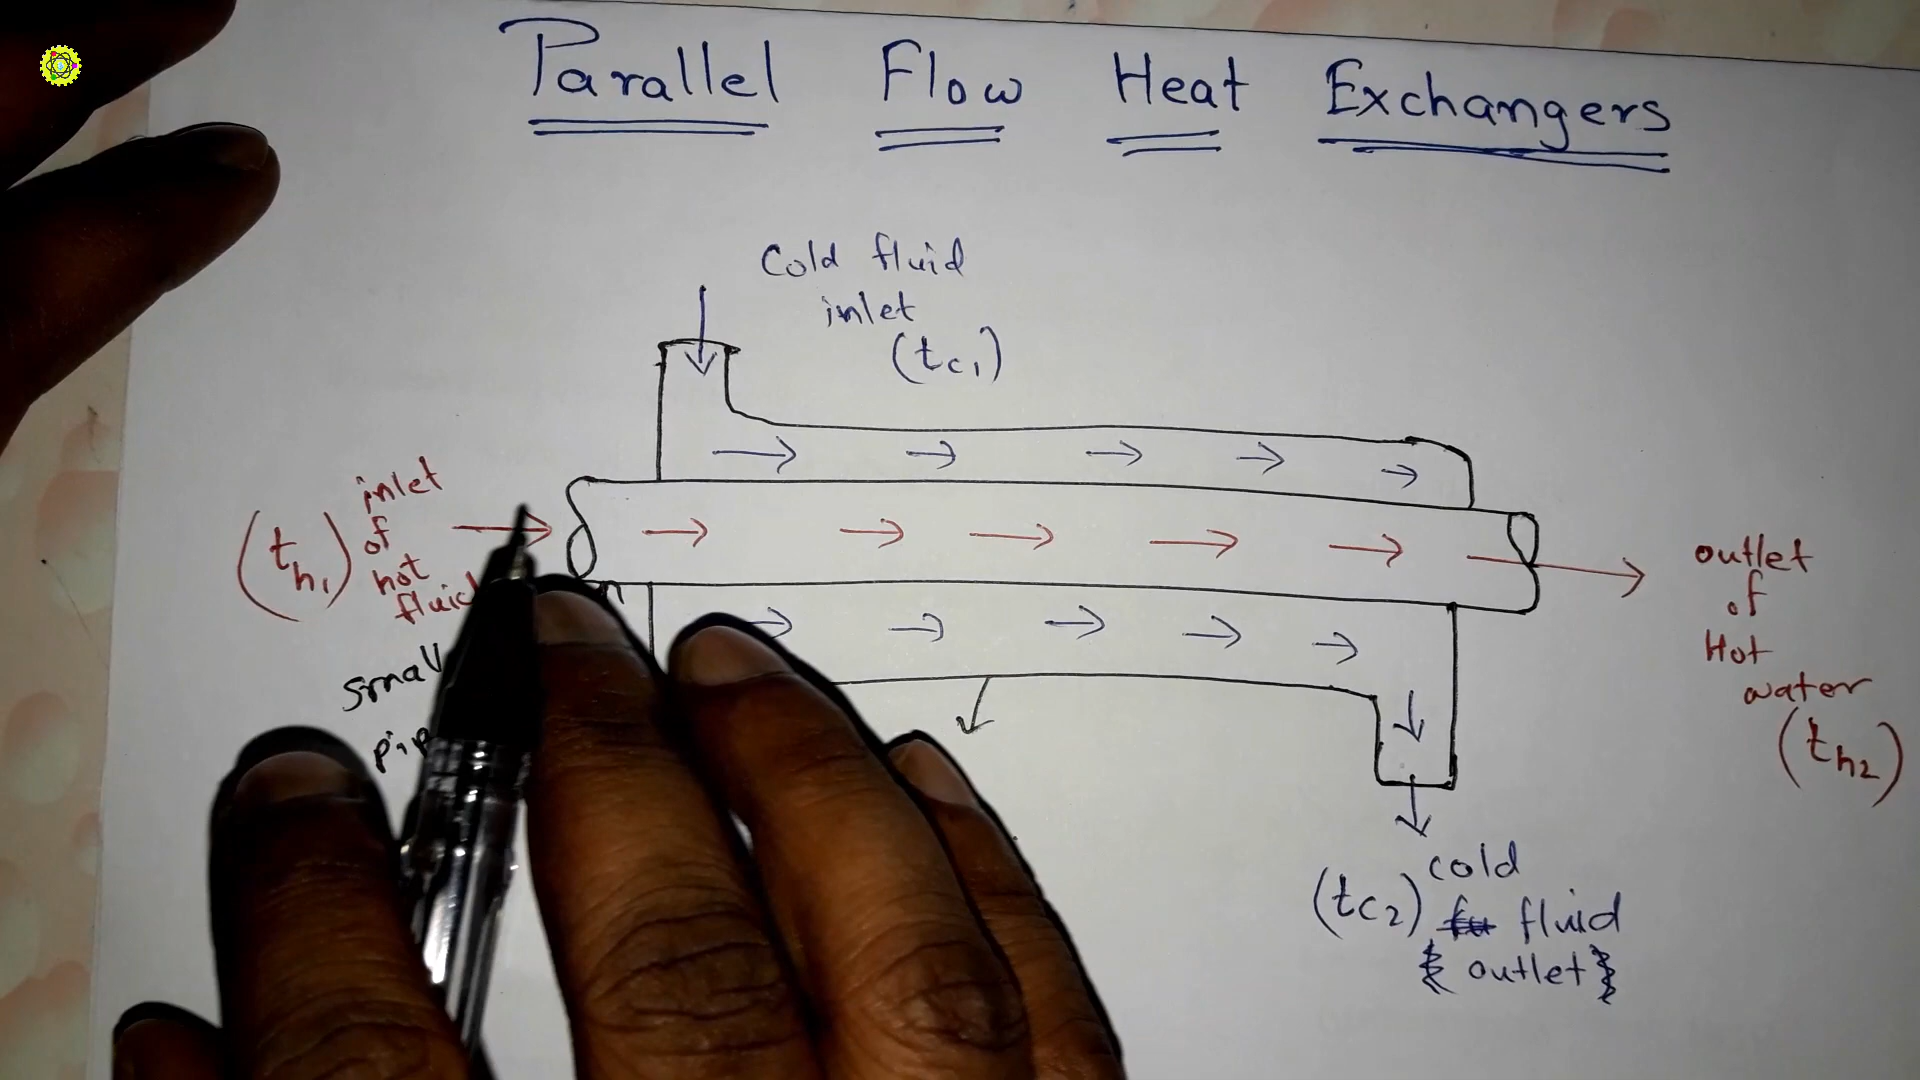 Parallel Flow Heat Exchangers
Cold fluid
inlet
(tc1)
(th1)
inlet
of
hot
fluid
small
outlet
of
Hot
water
(th2)
(tc2)
cold
fluid
outlet